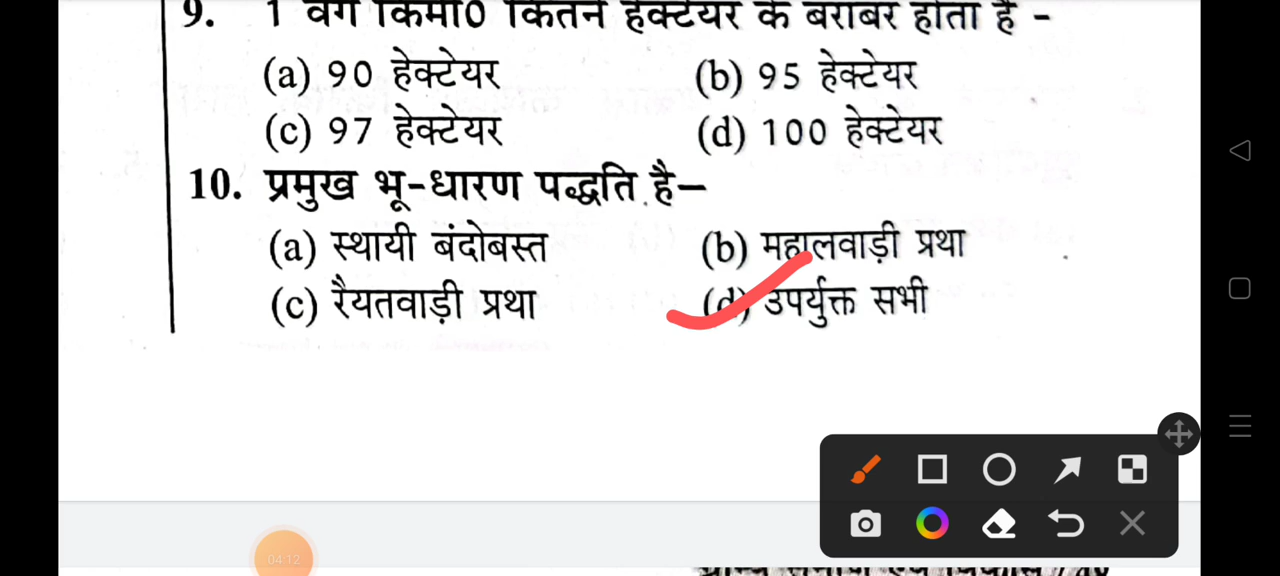 9. 1 वर्ग किमी0 कितने हेक्टेयर के बराबर होता है -
(a) 90 हेक्टेयर (b) 95 हेक्टेयर
(c) 97 हेक्टेयर (d) 100 हेक्टेयर
10. प्रमुख भू-धारण पद्धति है–
(a) स्थायी बंदोबस्त (b) महालवाड़ी प्रथा
(c) रैयतवाड़ी प्रथा (d) उपर्युक्त सभी
04:12